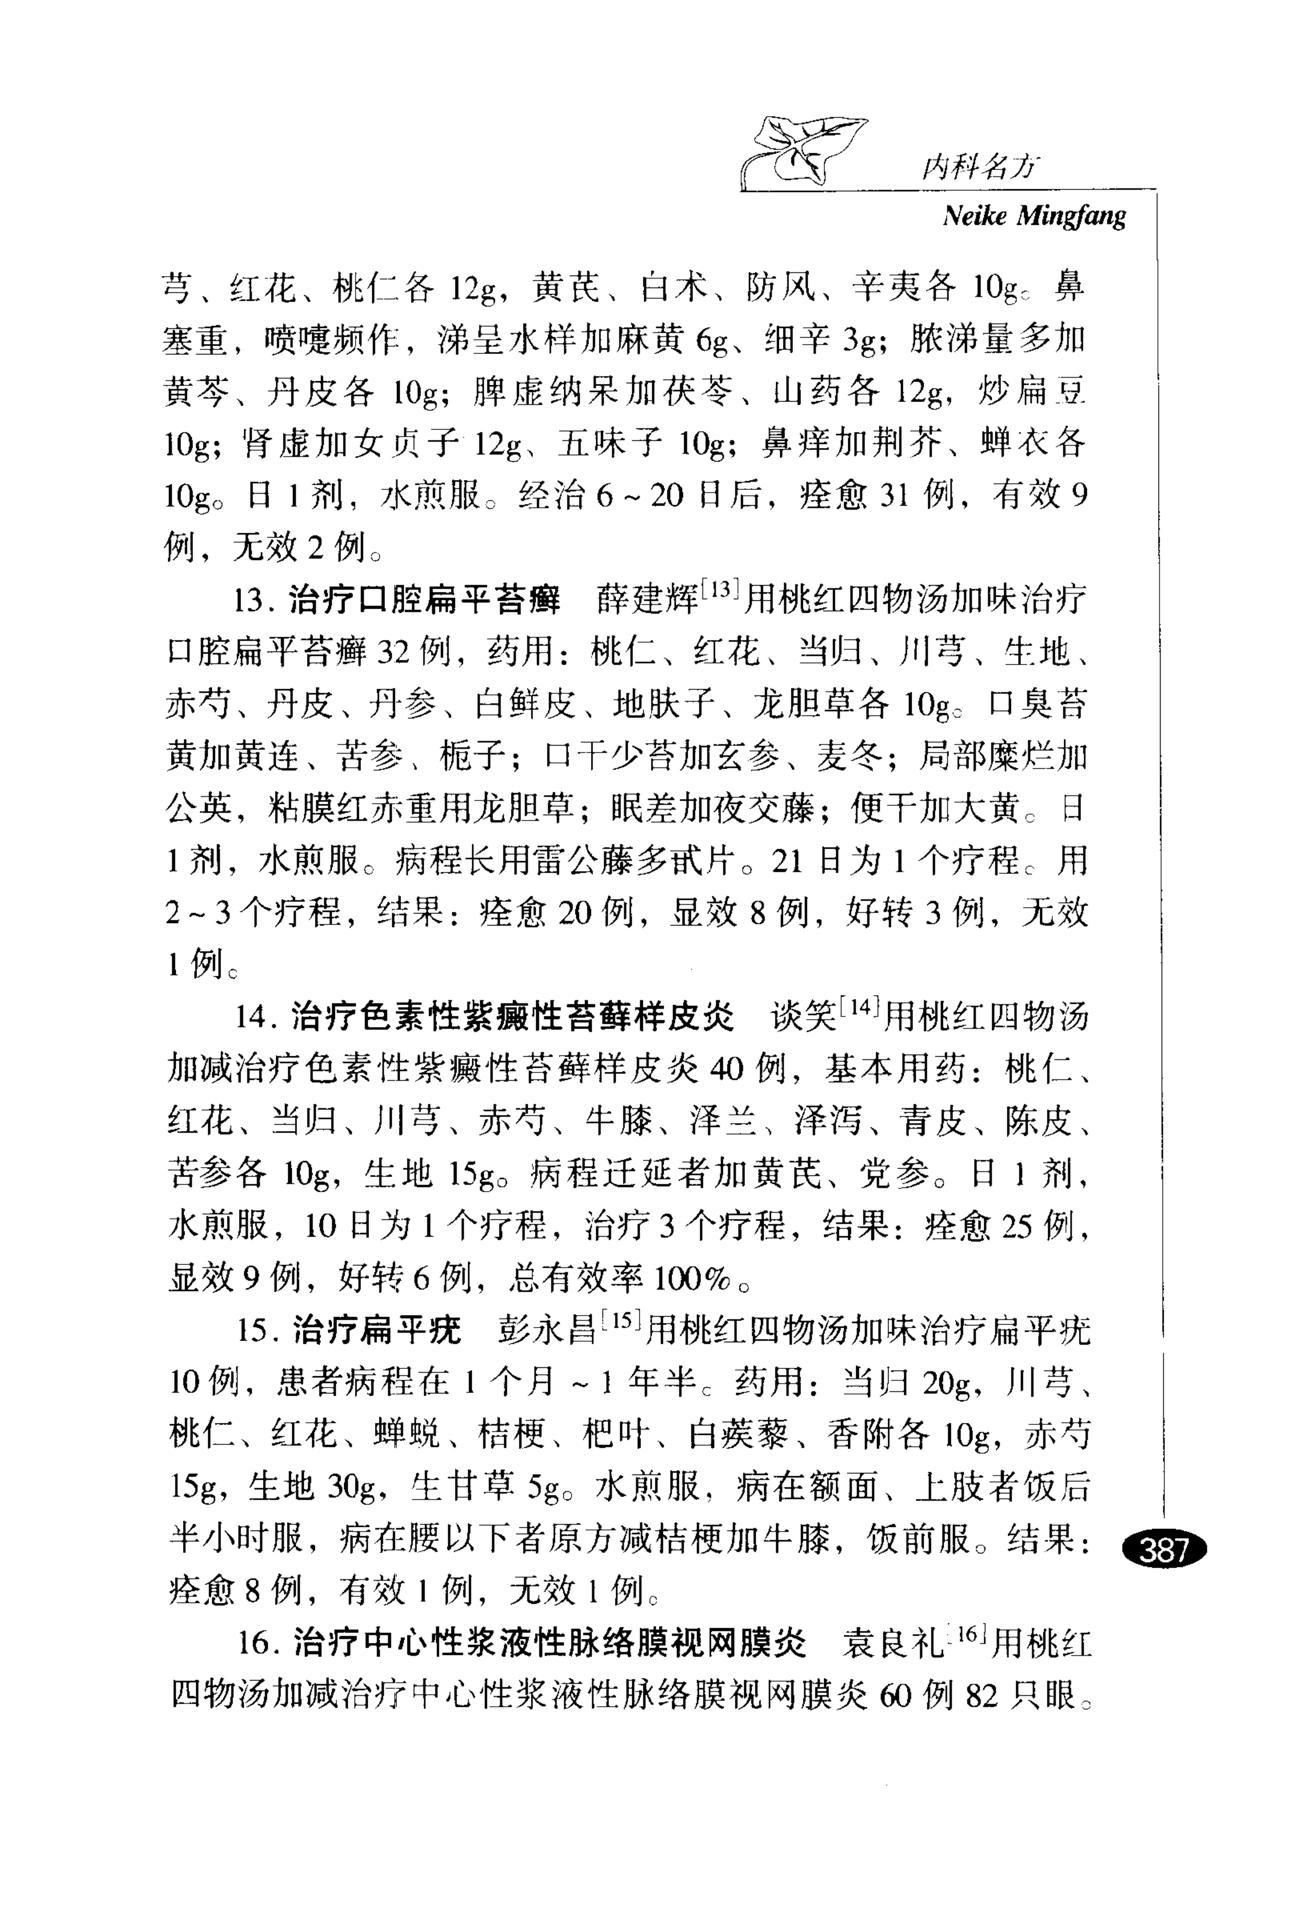 内科名方
Neike Mingfang
芎、红花、桃仁各 12g，黄芪、白术、防风、辛夷各 10g。鼻
塞重，喷嚏频作，涕呈水样加麻黄 6g、细辛 3g；脓涕量多加
黄芩、丹皮各 10g；脾虚纳呆加茯苓、山药各 12g，炒扁豆
10g；肾虚加女贞子 12g、五味子 10g；鼻痒加荆芥、蝉衣各
10g。日 1 剂，水煎服。经治 6～20 日后，痊愈 31 例，有效 9
例，无效 2 例。
13. 治疗口腔扁平苔癣　薛建辉[13]用桃红四物汤加味治疗
口腔扁平苔癣 32 例，药用：桃仁、红花、当归、川芎、生地、
赤芍、丹皮、丹参、白鲜皮、地肤子、龙胆草各 10g。口臭苔
黄加黄连、苦参、栀子；口干少苔加玄参、麦冬；局部糜烂加
公英，粘膜红赤重用龙胆草；眠差加夜交藤；便干加大黄。日
1 剂，水煎服。病程长用雷公藤多甙片。21 日为 1 个疗程。用
2～3 个疗程，结果：痊愈 20 例，显效 8 例，好转 3 例，无效
1 例。
14. 治疗色素性紫癜性苔藓样皮炎　谈笑[14]用桃红四物汤
加减治疗色素性紫癜性苔藓样皮炎 40 例，基本用药：桃仁、
红花、当归、川芎、赤芍、牛膝、泽兰、泽泻、青皮、陈皮、
苦参各 10g，生地 15g。病程迁延者加黄芪、党参。日 1 剂，
水煎服，10 日为 1 个疗程，治疗 3 个疗程，结果：痊愈 25 例，
显效 9 例，好转 6 例，总有效率 100%。
15. 治疗扁平疣　彭永昌[15]用桃红四物汤加味治疗扁平疣
10 例，患者病程在 1 个月～1 年半。药用：当归 20g，川芎、
桃仁、红花、蝉蜕、桔梗、杷叶、白蒺藜、香附各 10g，赤芍
15g，生地 30g，生甘草 5g。水煎服，病在额面、上肢者饭后
半小时服，病在腰以下者原方减桔梗加牛膝，饭前服。结果：
痊愈 8 例，有效 1 例，无效 1 例。
387
16. 治疗中心性浆液性脉络膜视网膜炎　袁良礼[16]用桃红
四物汤加减治疗中心性浆液性脉络膜视网膜炎 60 例 82 只眼。